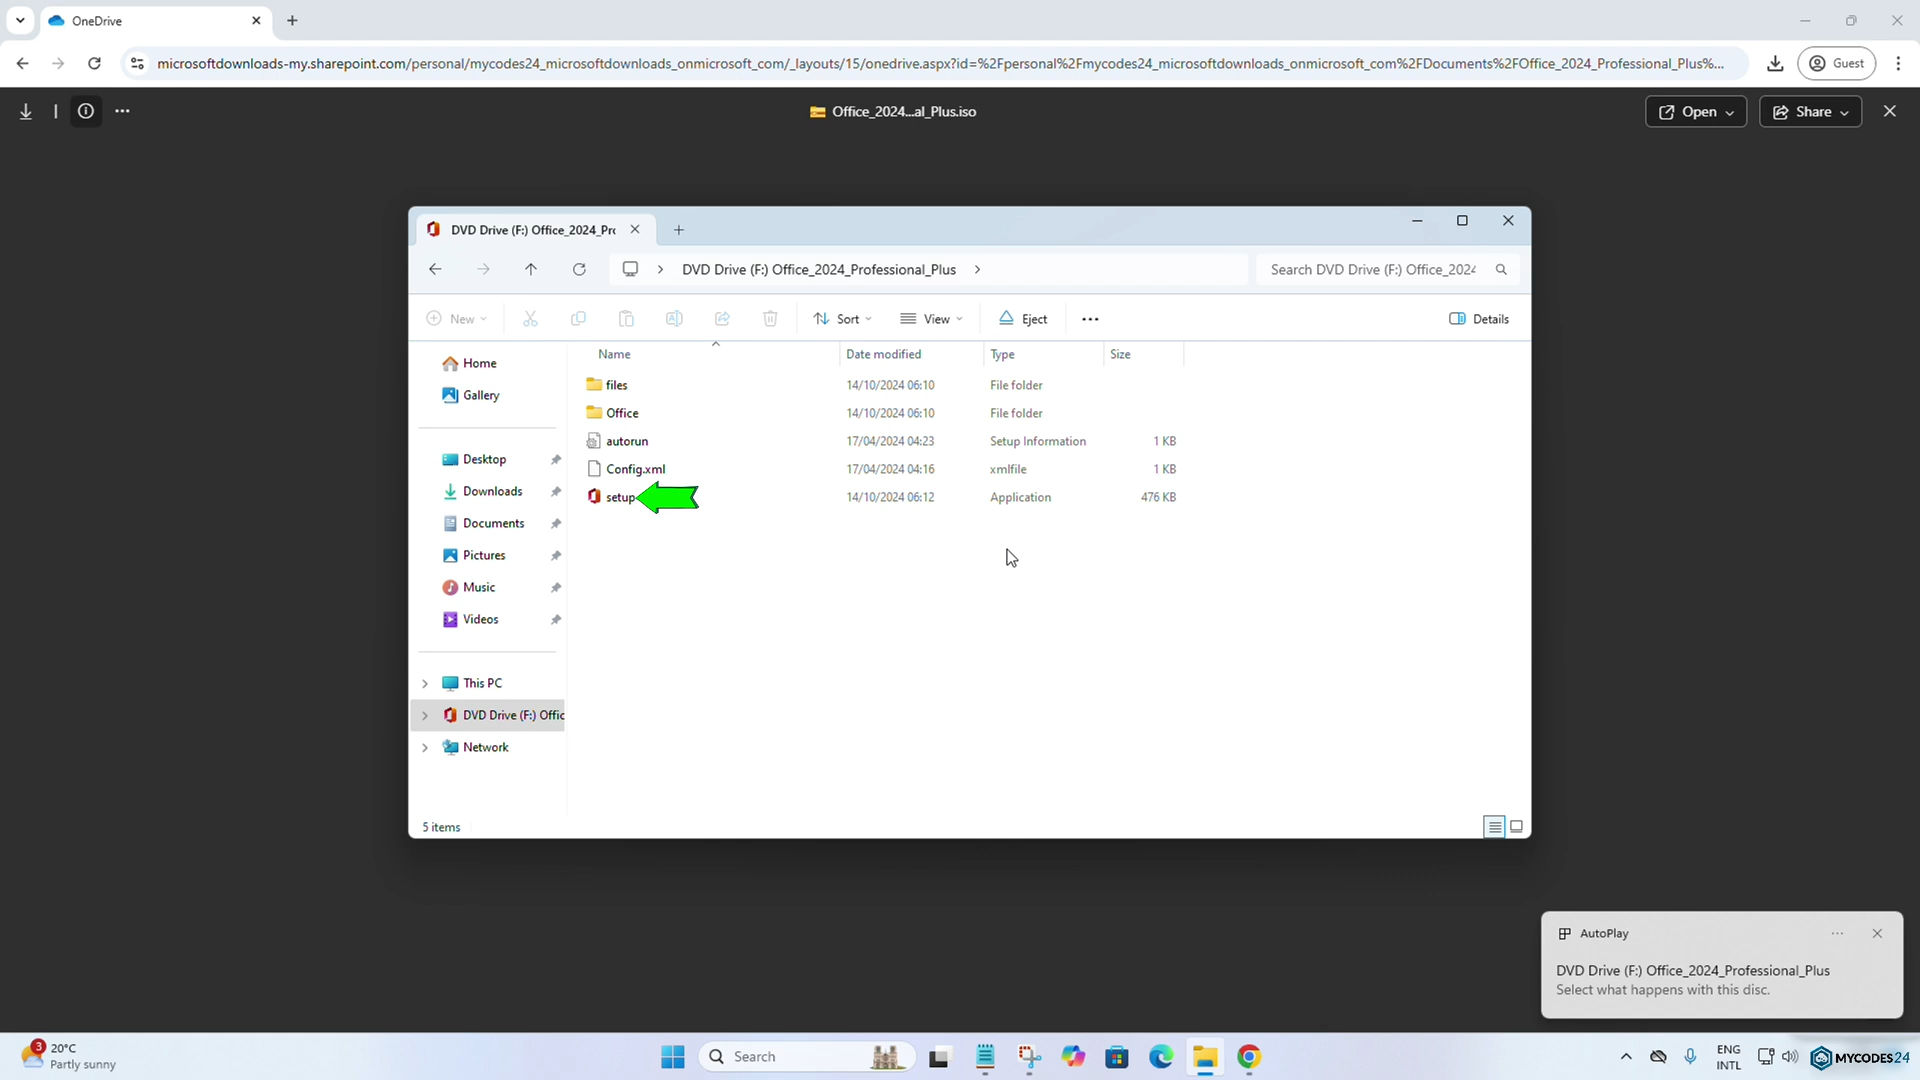 OneDrive
microsoftdownloads-my.sharepoint.com/personal/mycodes24_microsoftdownloads_onmicrosoft_com/_layouts/15/onedrive.aspx?id=%2Fpersonal%2Fmycodes24_microsoftdownloads_onmicrosoft_com%2FDocuments%2FOffice_2024_Professional_Plus%...
Guest
Office_2024...al_Plus.iso
Open
Share
DVD Drive (F:) Office_2024_Pr
DVD Drive (F:) Office_2024_Professional_Plus
Search DVD Drive (F:) Office_2024
New
Sort
View
Eject
Details
Name Date modified Type Size
Home
Gallery
Desktop
Downloads
Documents
Pictures
Music
Videos
This PC
DVD Drive (F:) Offic
Network
files 14/10/2024 06:10 File folder
Office 14/10/2024 06:10 File folder
autorun 17/04/2024 04:23 Setup Information 1 KB
Config.xml 17/04/2024 04:16 xmlfile 1 KB
setup 14/10/2024 06:12 Application 476 KB
5 items
AutoPlay
DVD Drive (F:) Office_2024_Professional_Plus
Select what happens with this disc.
3
20°C
Partly sunny
Search
ENG
INTL
MYCODES24